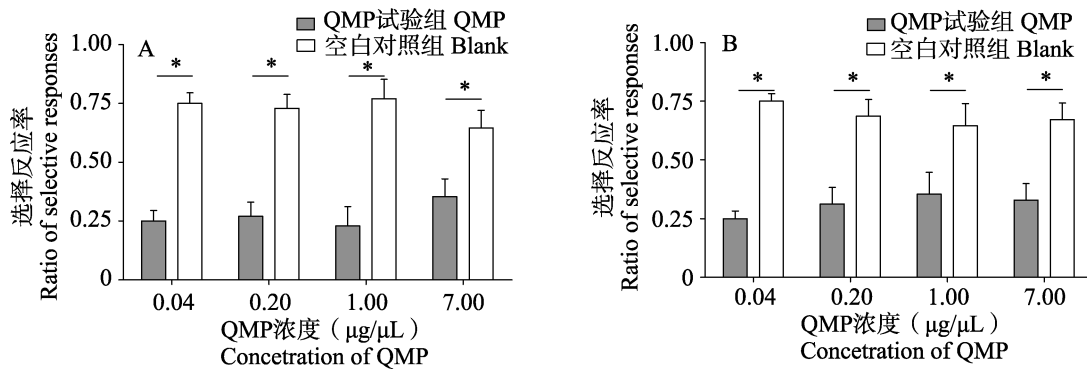 QMP试验组 QMP
空白对照组 Blank
A
1.00
0.75
0.50
0.25
0
选择反应率
Ratio of selective responses
* * * *
0.04 0.20 1.00 7.00
QMP浓度（μg/μL）
Concetration of QMP
QMP试验组 QMP
空白对照组 Blank
B
1.00
0.75
0.50
0.25
0
选择反应率
Ratio of selective responses
* * * *
0.04 0.20 1.00 7.00
QMP浓度（μg/μL）
Concetration of QMP